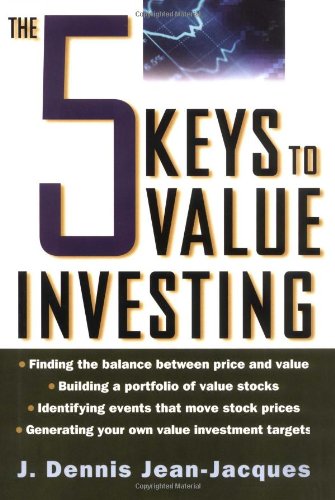 THE
5 KEYS TO
VALUE
INVESTING
• Finding the balance between price and value
• Building a portfolio of value stocks
• Identifying events that move stock prices
• Generating your own value investment targets
J. Dennis Jean-Jacques